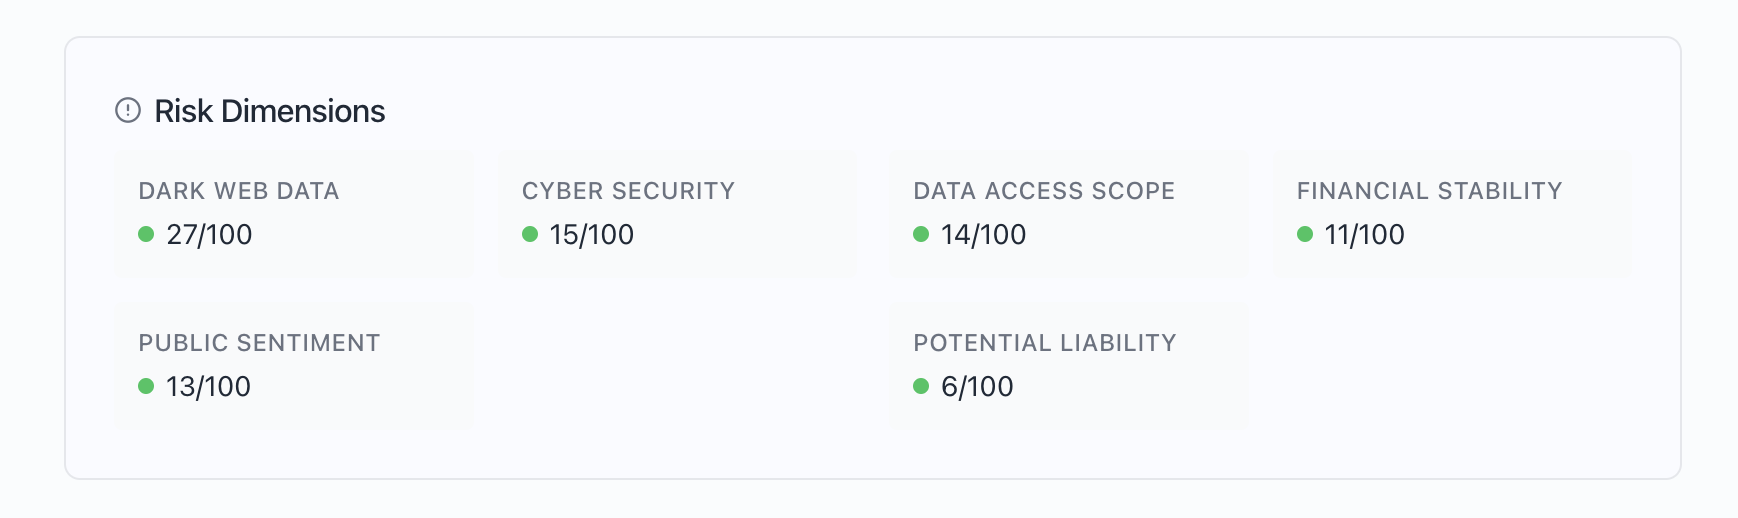 Risk Dimensions
DARK WEB DATA
27/100
CYBER SECURITY
15/100
DATA ACCESS SCOPE
14/100
FINANCIAL STABILITY
11/100
PUBLIC SENTIMENT
13/100
POTENTIAL LIABILITY
6/100